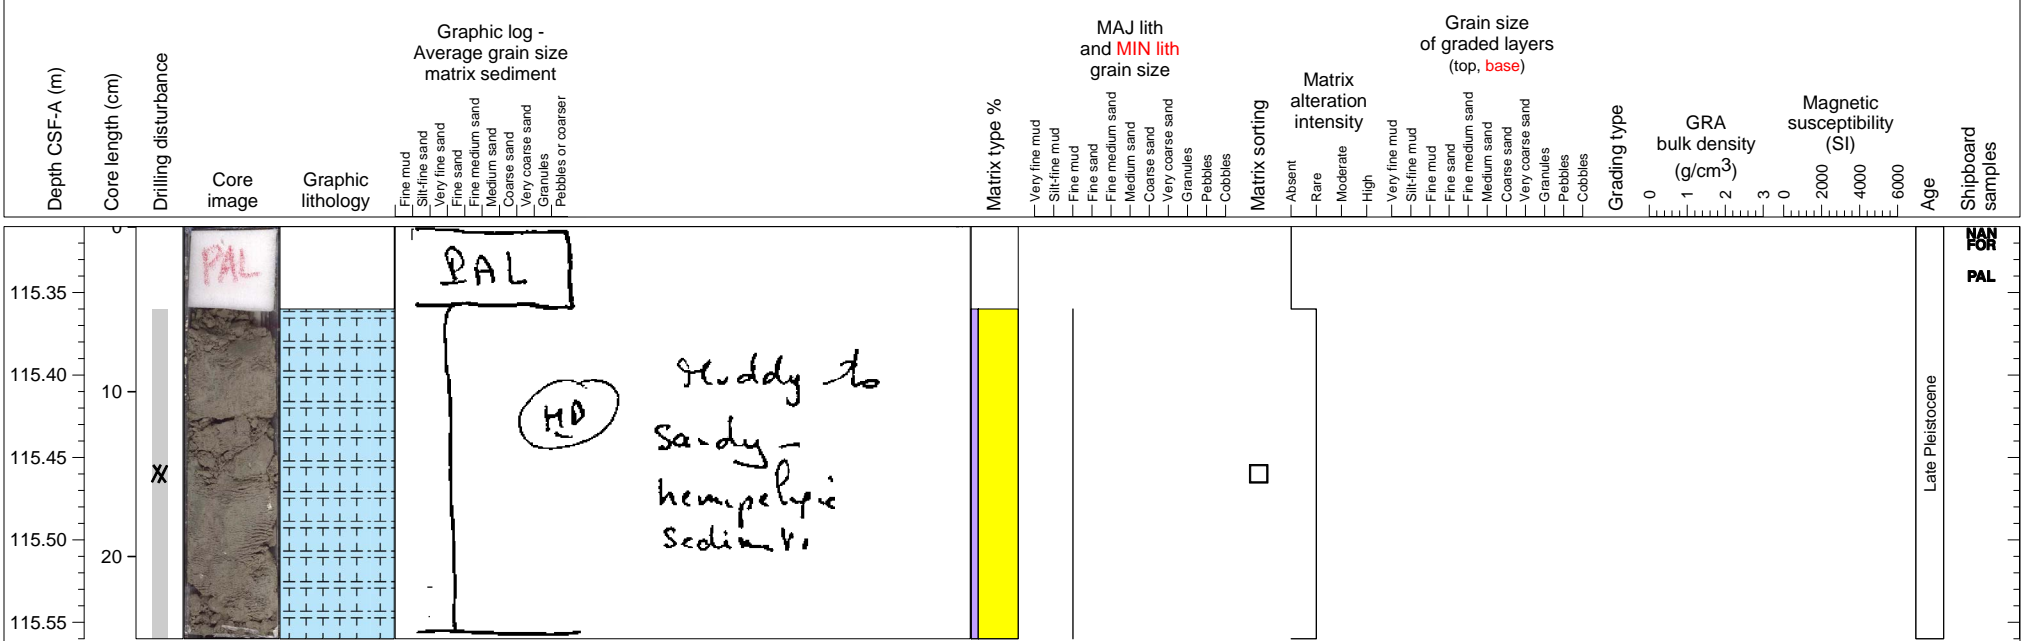 Depth CSF-A (m)
Core length (cm)
Drilling disturbance
Core
image
Graphic
lithology
Graphic log -
Average grain size
matrix sediment
Fine mud
Silt-fine sand
Very fine sand
Fine sand
Fine medium sand
Medium sand
Coarse sand
Very coarse sand
Granules
Pebbles or coarser
Matrix type %
MAJ lith
and MIN lith
grain size
Very fine mud
Silt-fine mud
Fine mud
Fine sand
Fine medium sand
Medium sand
Coarse sand
Very coarse sand
Granules
Pebbles
Cobbles
Matrix sorting
Matrix
alteration
intensity
Absent
Rare
Moderate
High
Grain size
of graded layers
(top, base)
Very fine mud
Silt-fine mud
Fine mud
Fine sand
Fine medium sand
Medium sand
Coarse sand
Very coarse sand
Granules
Pebbles
Cobbles
Grading type
GRA
bulk density
(g/cm3)
0 1 2 3
Magnetic
susceptibility
(SI)
0 2000 4000 6000
Age
Shipboard
samples
0
10
20
115.35
115.40
115.45
115.50
115.55
PAL
PAL
HD
Muddy to
Sandy -
hemipelagic
Sediments
Late Pleistocene
NAN
FOR
PAL